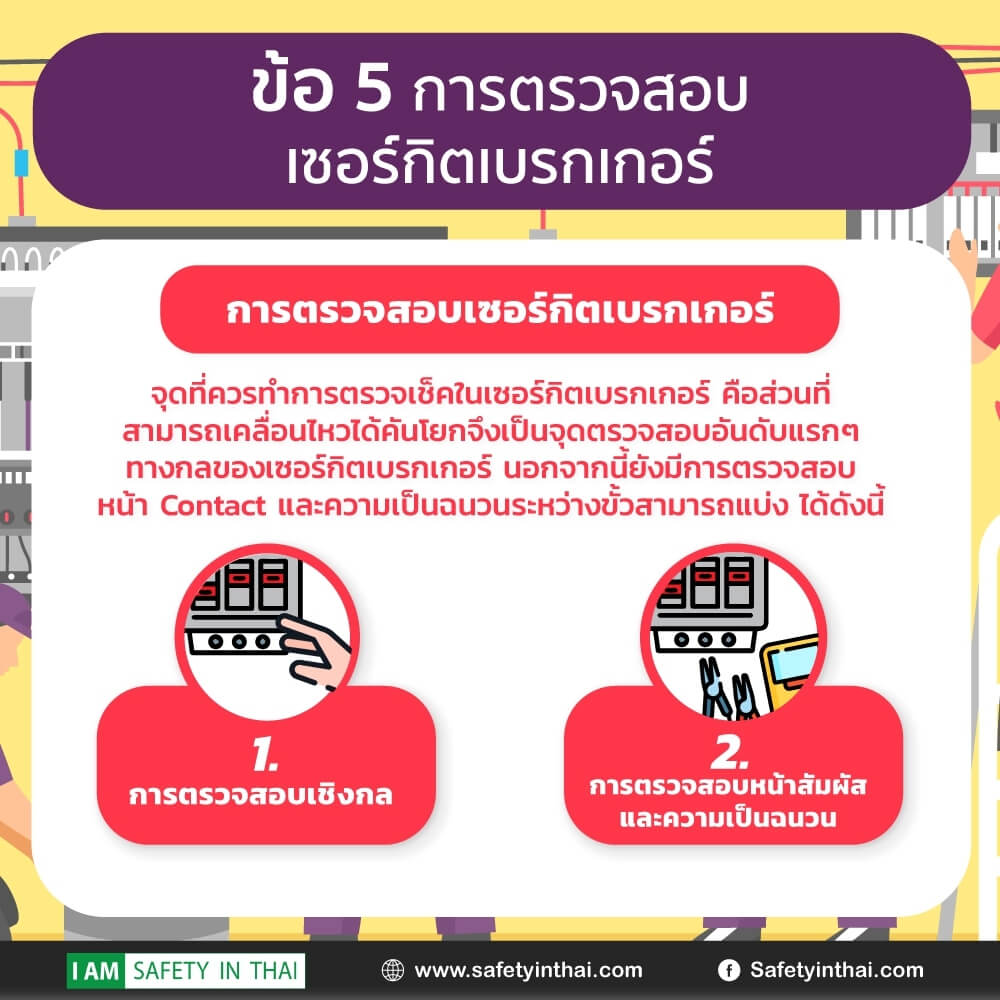 ข้อ 5 การตรวจสอบ
เซอร์กิตเบรกเกอร์
การตรวจสอบเซอร์กิตเบรกเกอร์
จุดที่ควรทำการตรวจเช็คในเซอร์กิตเบรกเกอร์ คือส่วนที่
สามารถเคลื่อนไหวได้คันโยกจึงเป็นจุดตรวจสอบอันดับแรกๆ
ทางกลของเซอร์กิตเบรกเกอร์ นอกจากนี้ยังมีการตรวจสอบ
หน้า Contact และความเป็นฉนวนระหว่างขั้วสามารถแบ่ง ได้ดังนี้
1.
การตรวจสอบเชิงกล
2.
การตรวจสอบหน้าสัมผัส
และความเป็นฉนวน
I AM SAFETY IN THAI
www.safetyinthai.com
Safetyinthai.com